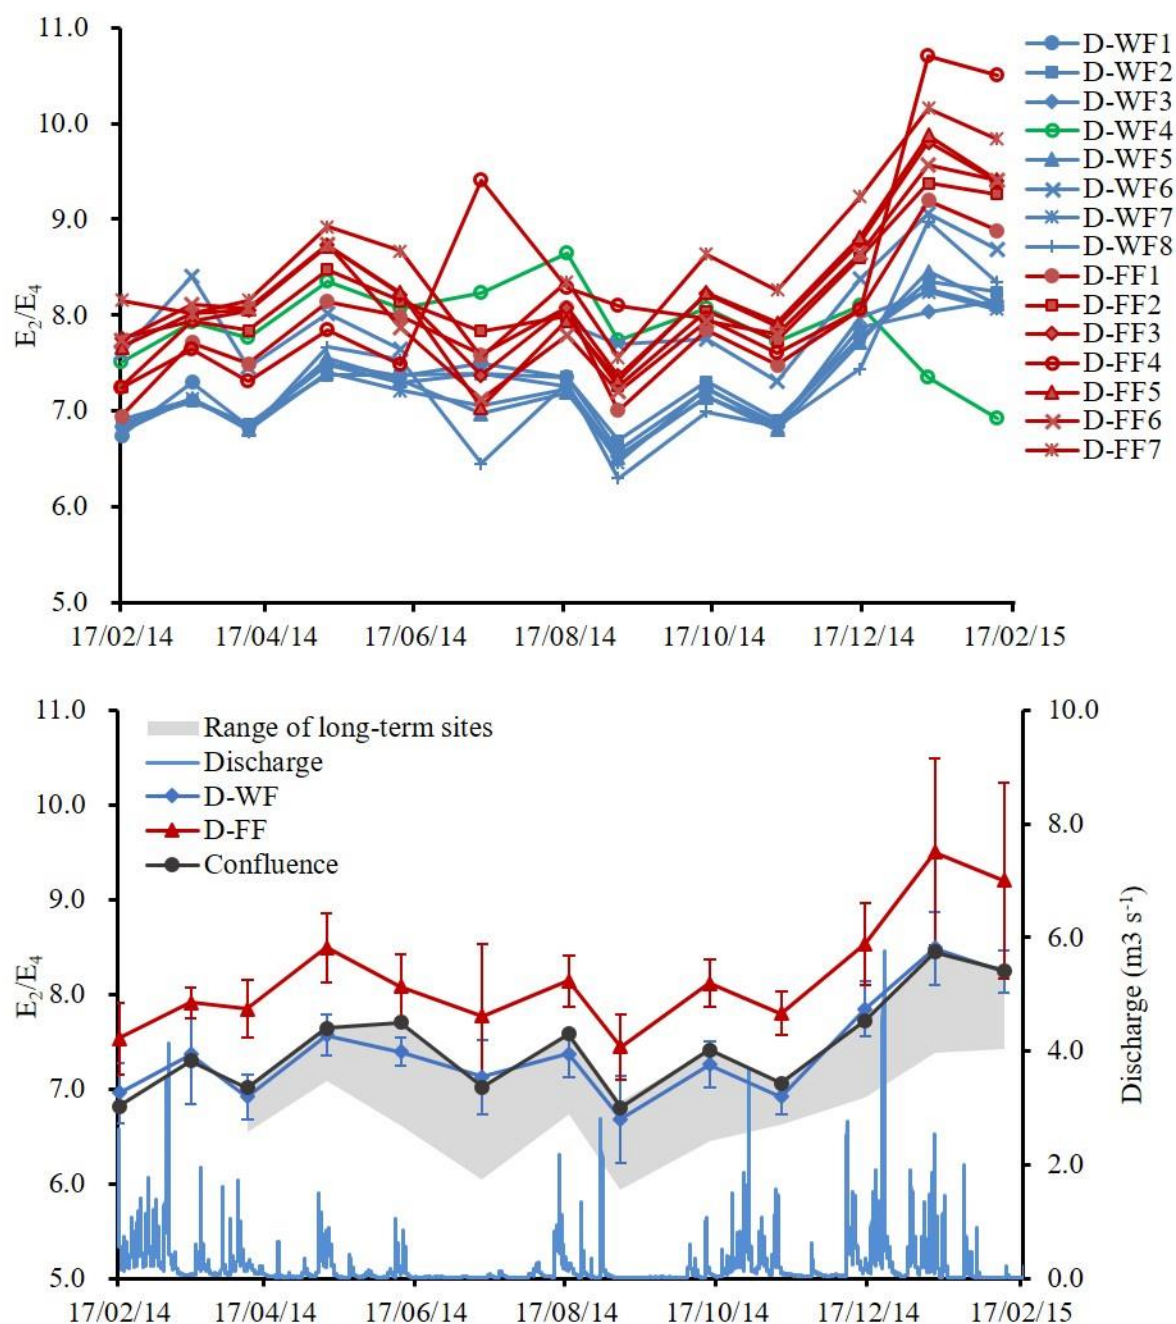 11.0
10.0
9.0
8.0
7.0
6.0
5.0
E2/E4
17/02/14 17/04/14 17/06/14 17/08/14 17/10/14 17/12/14 17/02/15
D-WF1
D-WF2
D-WF3
D-WF4
D-WF5
D-WF6
D-WF7
D-WF8
D-FF1
D-FF2
D-FF3
D-FF4
D-FF5
D-FF6
D-FF7
11.0
10.0
9.0
8.0
7.0
6.0
5.0
E2/E4
Range of long-term sites
Discharge
D-WF
D-FF
Confluence
10.0
8.0
6.0
4.0
2.0
0.0
Discharge (m3 s-1)
17/02/14 17/04/14 17/06/14 17/08/14 17/10/14 17/12/14 17/02/15